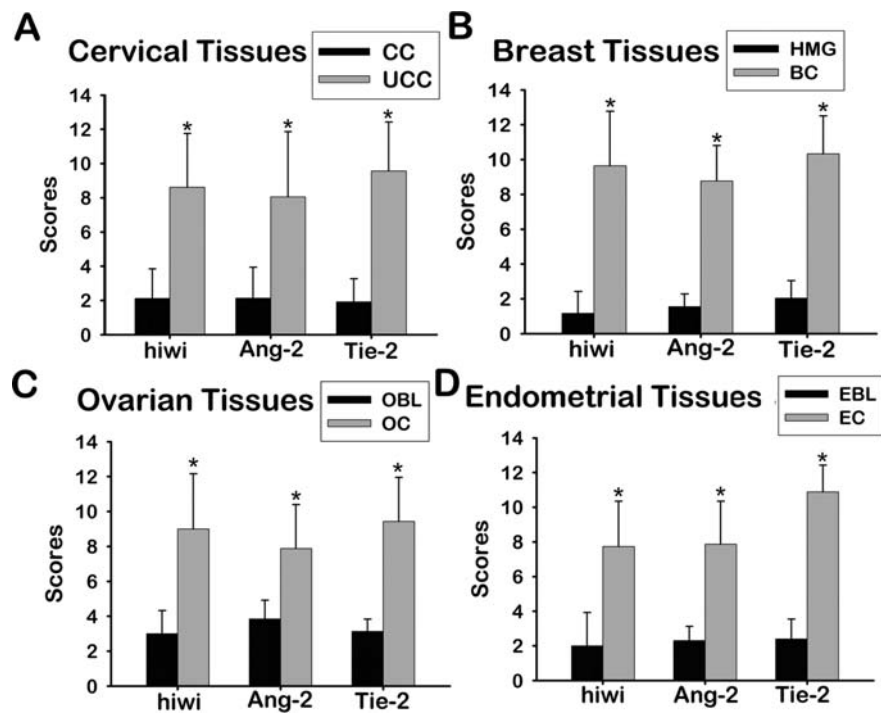 A
Cervical Tissues
CC
UCC
Scores
14
12
10
8
6
4
2
0
*
*
*
hiwi
Ang-2
Tie-2
B
Breast Tissues
HMG
BC
Scores
14
12
10
8
6
4
2
0
*
*
*
hiwi
Ang-2
Tie-2
C
Ovarian Tissues
OBL
OC
Scores
14
12
10
8
6
4
2
0
*
*
*
hiwi
Ang-2
Tie-2
D
Endometrial Tissues
EBL
EC
Scores
14
12
10
8
6
4
2
0
*
*
*
hiwi
Ang-2
Tie-2